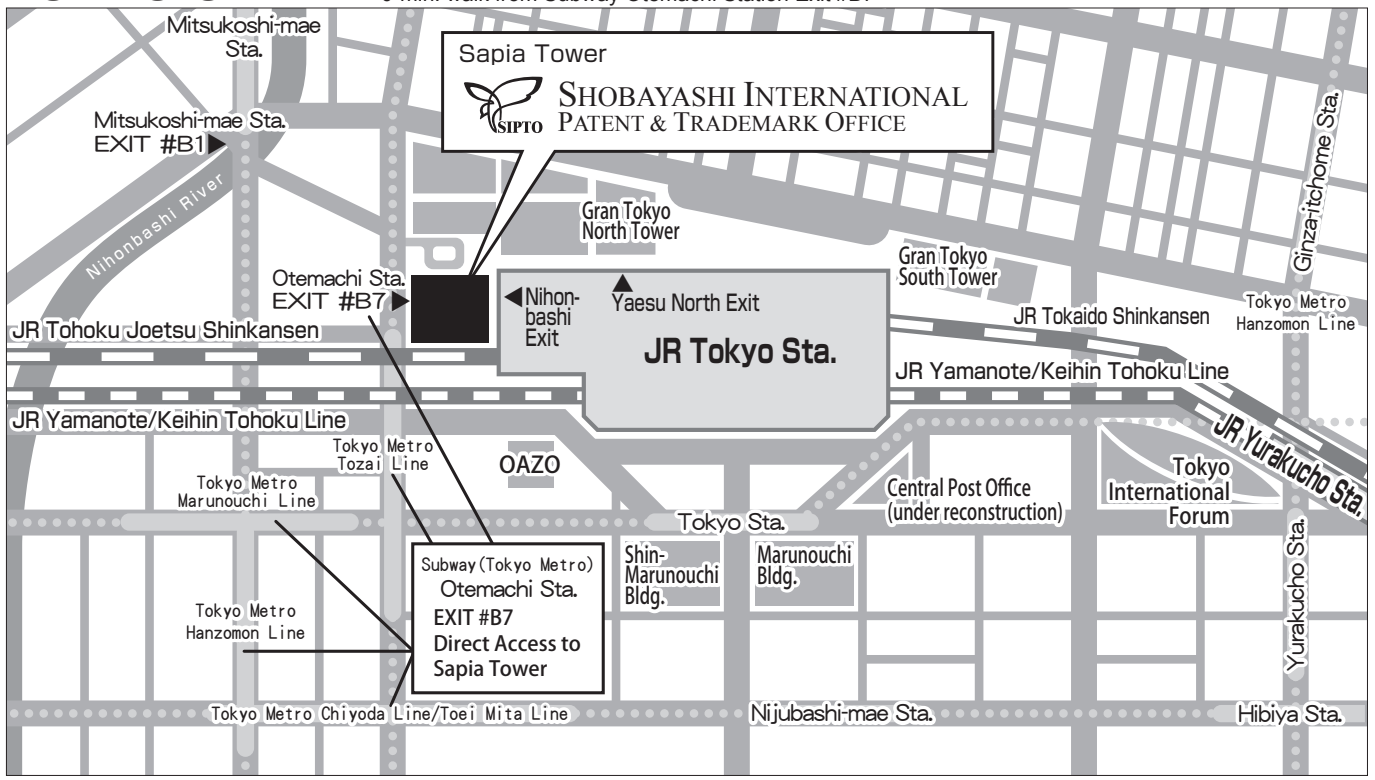 Mitsukoshi-mae
Sta.
Sapia Tower
SIPTO
SHOBAYASHI INTERNATIONAL
PATENT & TRADEMARK OFFICE
Mitsukoshi-mae Sta.
EXIT #B1
Nihonbashi River
Ginza-itchome Sta.
Gran Tokyo
North Tower
Gran Tokyo
South Tower
Otemachi Sta.
EXIT #B7
Nihon-
bashi
Exit
Yaesu North Exit
JR Tokyo Sta.
JR Tohoku Joetsu Shinkansen
JR Tokaido Shinkansen
Tokyo Metro
Hanzomon Line
JR Yamanote/Keihin Tohoku Line
JR Yamanote/Keihin Tohoku Line
JR Yurakucho Sta.
Tokyo Metro
Tozai Line
OAZO
Tokyo Metro
Marunouchi Line
Central Post Office
(under reconstruction)
Tokyo
International
Forum
Tokyo Sta.
Subway(Tokyo Metro)
Otemachi Sta.
EXIT #B7
Direct Access to
Sapia Tower
Shin-
Marunouchi
Bldg.
Marunouchi
Bldg.
Yurakucho Sta.
Tokyo Metro
Hanzomon Line
Tokyo Metro Chiyoda Line/Toei Mita Line
Nijubashi-mae Sta.
Hibiya Sta.